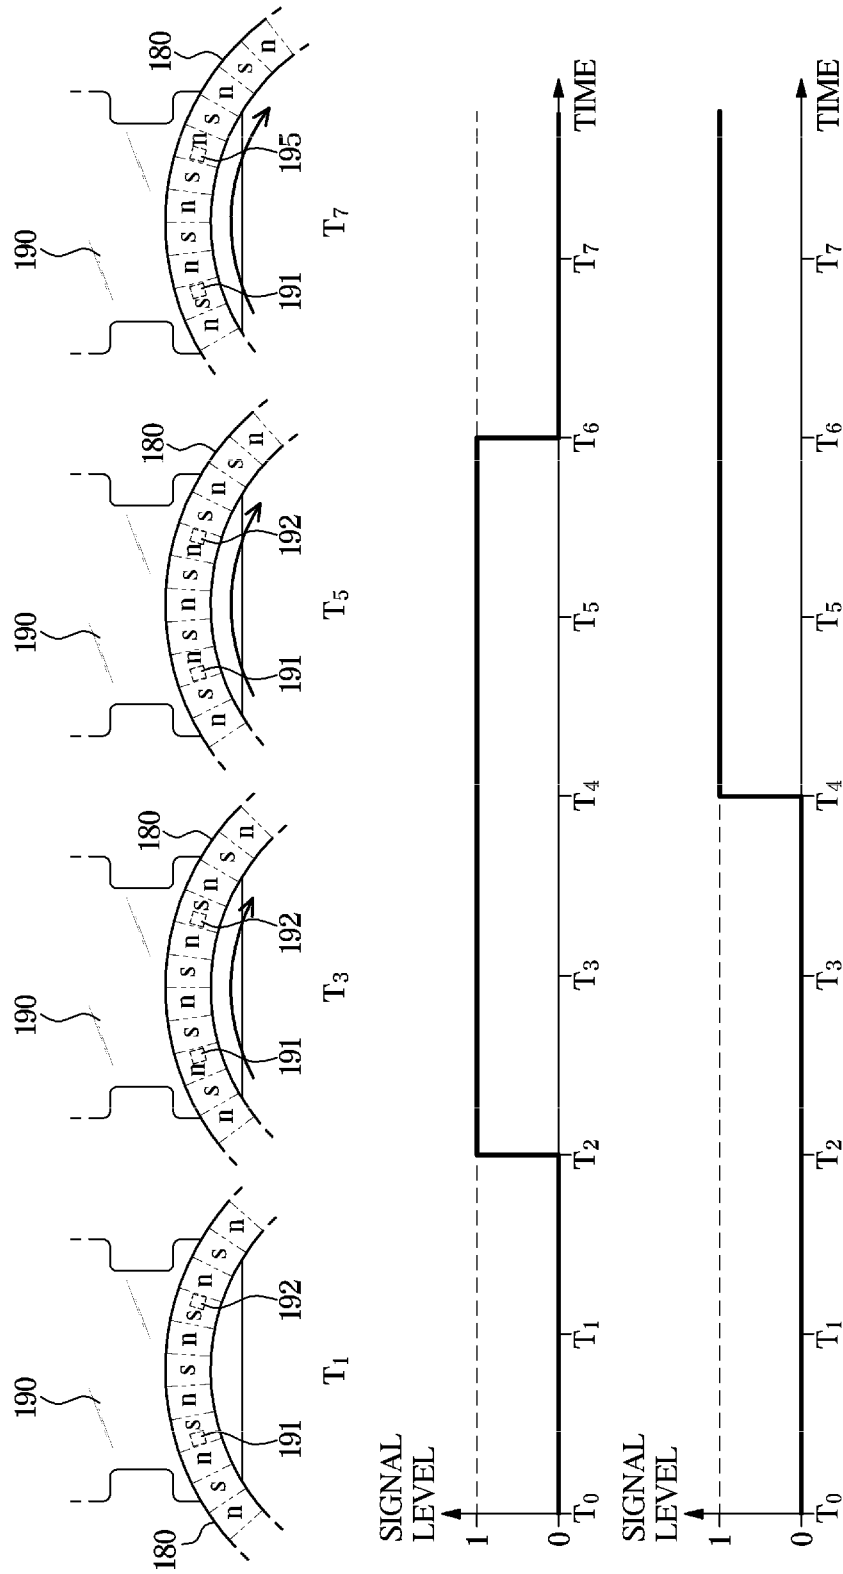 190 190 190 190
180 180 180 180
n s n s n s n s n s n
n s n s n s n s n s n
n s n s n s n s n s n
n s n s n s n s n s n
191 192 191 192 191 192 191 195
T1 T3 T5 T7
SIGNAL
LEVEL
1
0
T0 T1 T2 T3 T4 T5 T6 T7 TIME
SIGNAL
LEVEL
1
0
T0 T1 T2 T3 T4 T5 T6 T7 TIME